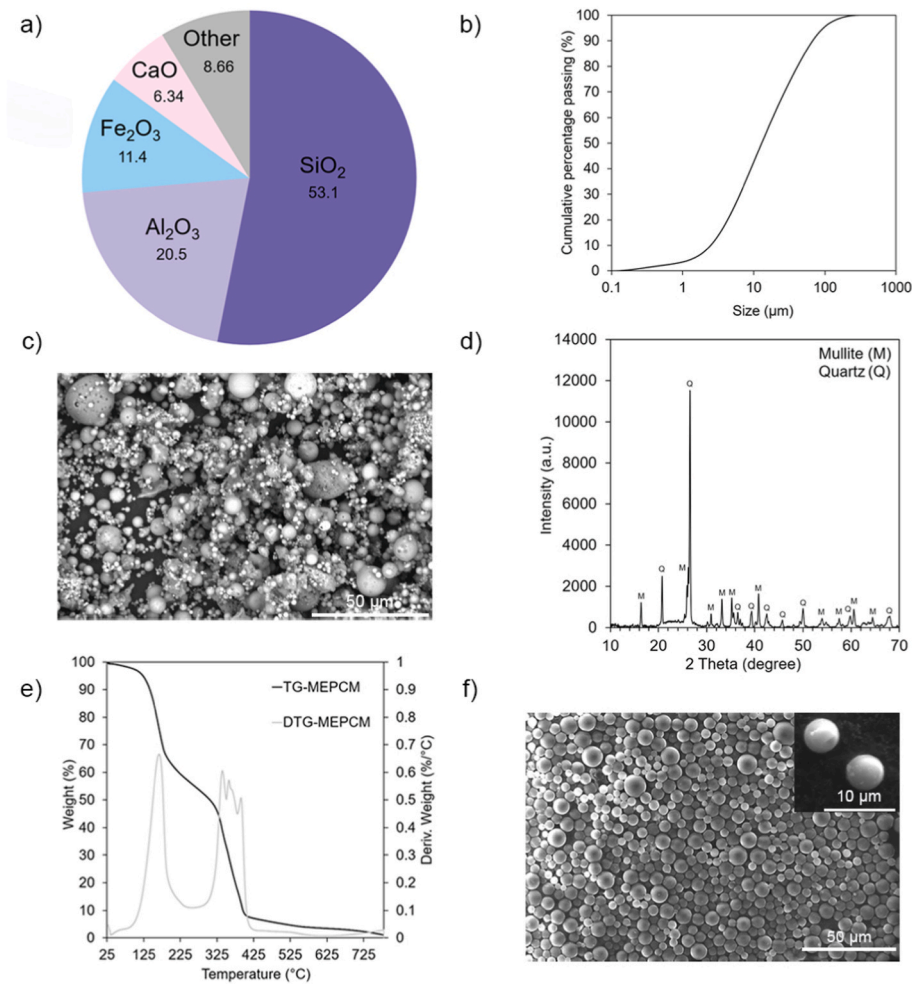 a)
Other
8.66
CaO
6.34
Fe₂O₃
11.4
Al₂O₃
20.5
SiO₂
53.1
b)
Cumulative percentage passing (%)
100
90
80
70
60
50
40
30
20
10
0
0.1 1 10 100 1000
Size (µm)
c)
50 µm
d)
Mullite (M)
Quartz (Q)
Intensity (a.u.)
14000
12000
10000
8000
6000
4000
2000
0
M Q M Q M M M Q Q M Q Q Q M M Q M M Q
10 20 30 40 50 60 70
2 Theta (degree)
e)
TG-MEPCM
DTG-MEPCM
Weight (%)
100
90
80
70
60
50
40
30
20
10
0
1
0.9
0.8
0.7
0.6
0.5
0.4
0.3
0.2
0.1
0
Deriv. Weight (%/°C)
25 125 225 325 425 525 625 725
Temperature (°C)
f)
10 µm
50 µm